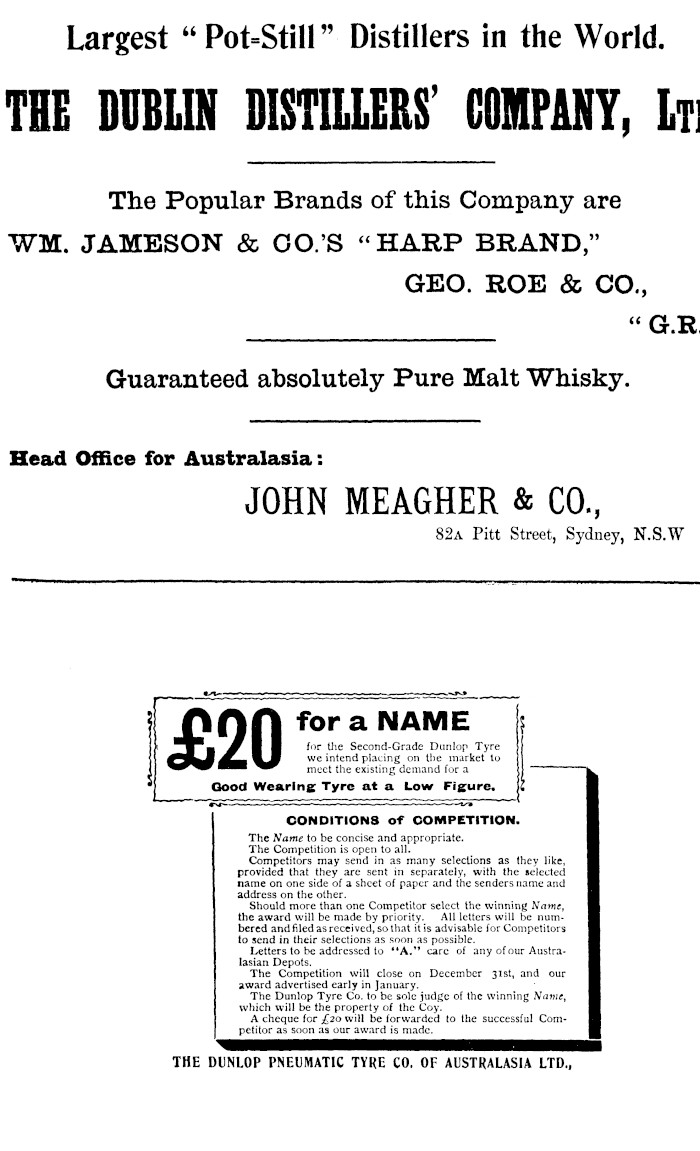 Largest “Pot-Still” Distillers in the World.
THE DUBLIN DISTILLERS’ COMPANY,
The Popular Brands of this Company are
WM. JAMESON & CO.’S “HARP BRAND,”
GEO. ROE & CO.,
“G.R.
Guaranteed absolutely Pure Malt Whisky.
Head Office for Australasia:
JOHN MEAGHER & CO.,
82A Pitt Street, Sydney, N.S.W
£20 for a NAME
for the Second-Grade Dunlop Tyre
we intend placing on the market to
meet the existing demand for a
Good Wearing Tyre at a Low Figure.
CONDITIONS of COMPETITION.
The Name to be concise and appropriate.
The Competition is open to all.
Competitors may send in as many selections as they like,
provided that they are sent in separately, with the selected
name on one side of a sheet of paper and the senders name and
address on the other.
Should more than one Competitor select the winning Name,
the award will be made by priority. All letters will be num-
bered and filed as received, so that it is advisable for Competitors
to send in their selections as soon as possible.
Letters to be addressed to “A.” care of any of our Austra-
lasian Depots.
The Competition will close on December 31st, and our
award advertised early in January.
The Dunlop Tyre Co. to be sole judge of the winning Name,
which will be the property of the Coy.
A cheque for £20 will be forwarded to the successful Com-
petitor as soon as our award is made.
THE DUNLOP PNEUMATIC TYRE CO. OF AUSTRALASIA LTD.,